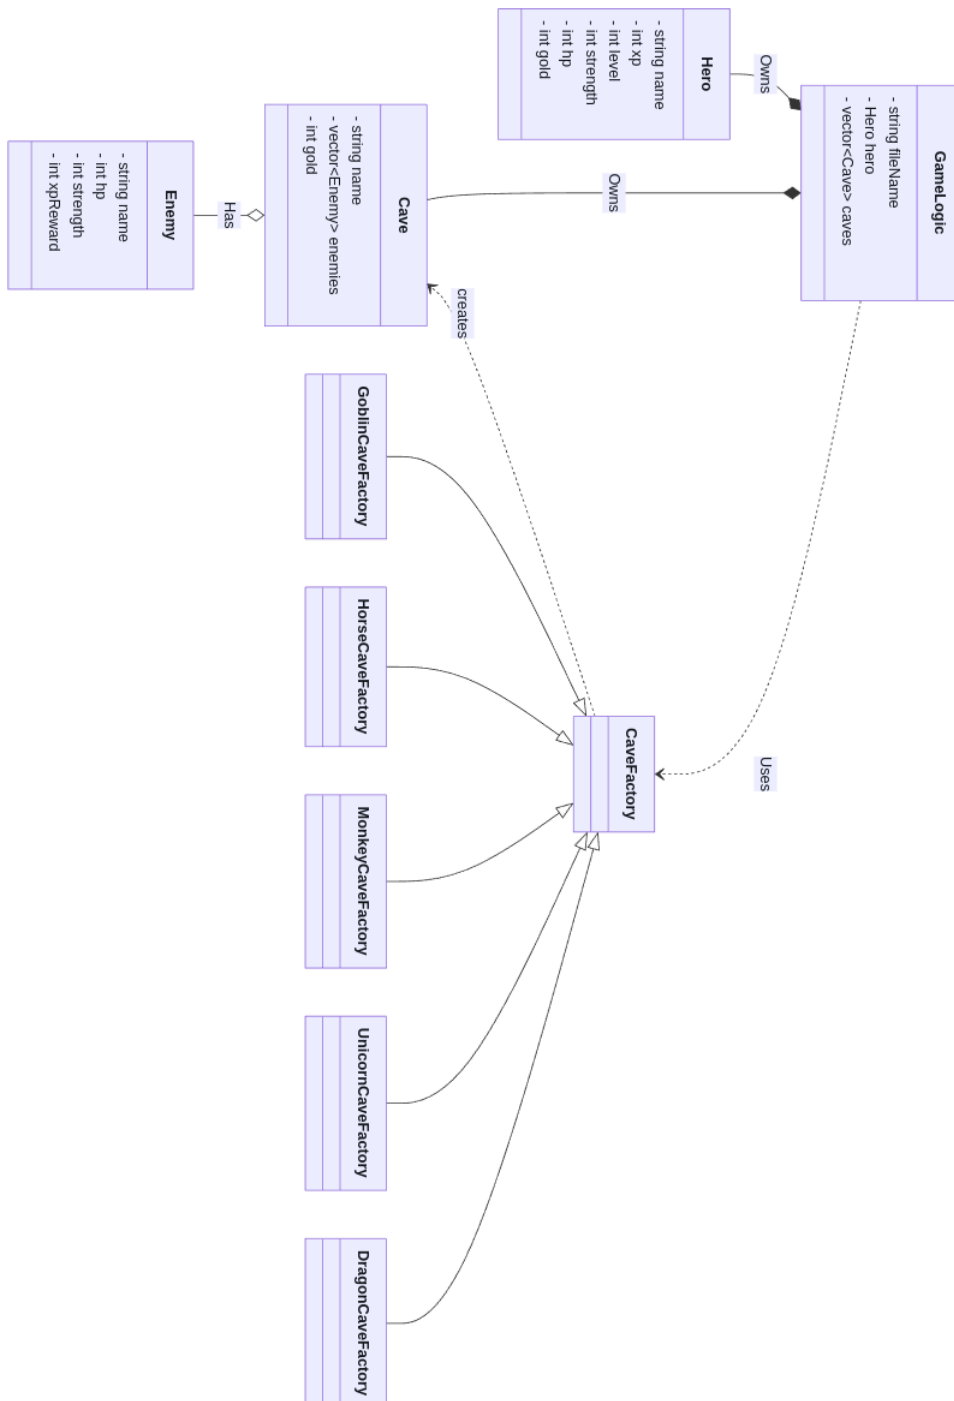 GameLogic
- string fileName
- Hero hero
- vector<Cave> caves
Owns
Owns
Uses
Hero
- string name
- int xp
- int level
- int strength
- int hp
- int gold
CaveFactory
creates
Cave
- string name
- vector<Enemy> enemies
- int gold
GoblinCaveFactory
HorseCaveFactory
MonkeyCaveFactory
UnicornCaveFactory
DragonCaveFactory
Has
Enemy
- string name
- int hp
- int strength
- int xpReward